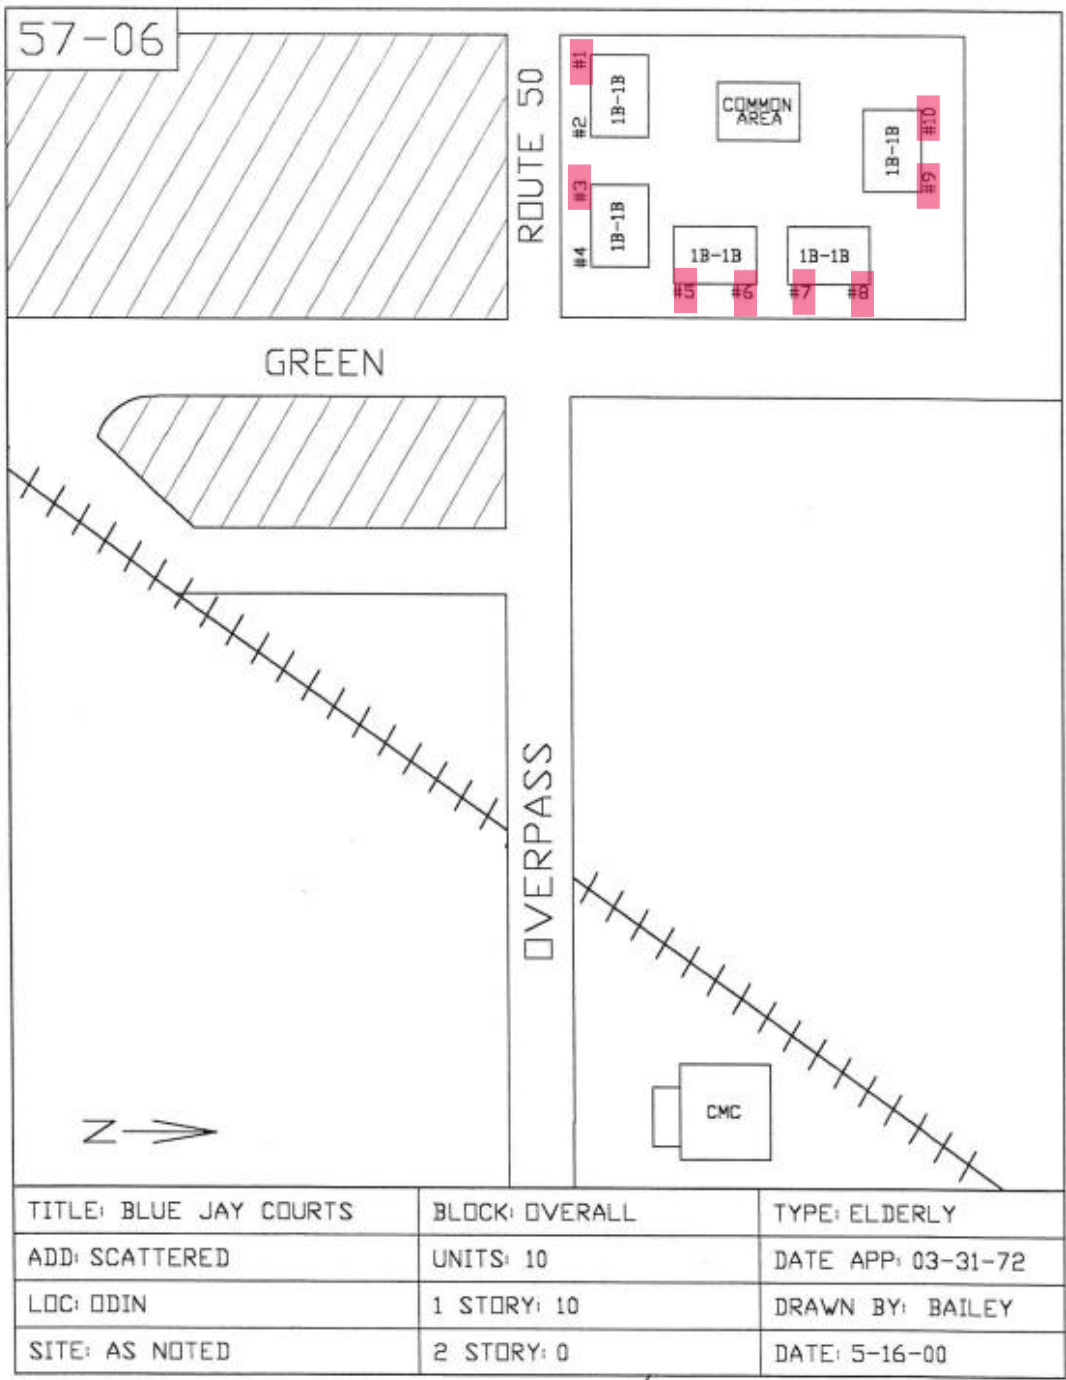 57-06
ROUTE 50
#1
#2
1B-1B
#3
#4
1B-1B
COMMON
AREA
1B-1B
#10
#9
1B-1B
#5
#6
1B-1B
#7
#8
GREEN
OVERPASS
CMC
N
TITLE: BLUE JAY COURTS
BLOCK: OVERALL
TYPE: ELDERLY
ADD: SCATTERED
UNITS: 10
DATE APP: 03-31-72
LOC: ODIN
1 STORY: 10
DRAWN BY: BAILEY
SITE: AS NOTED
2 STORY: 0
DATE: 5-16-00